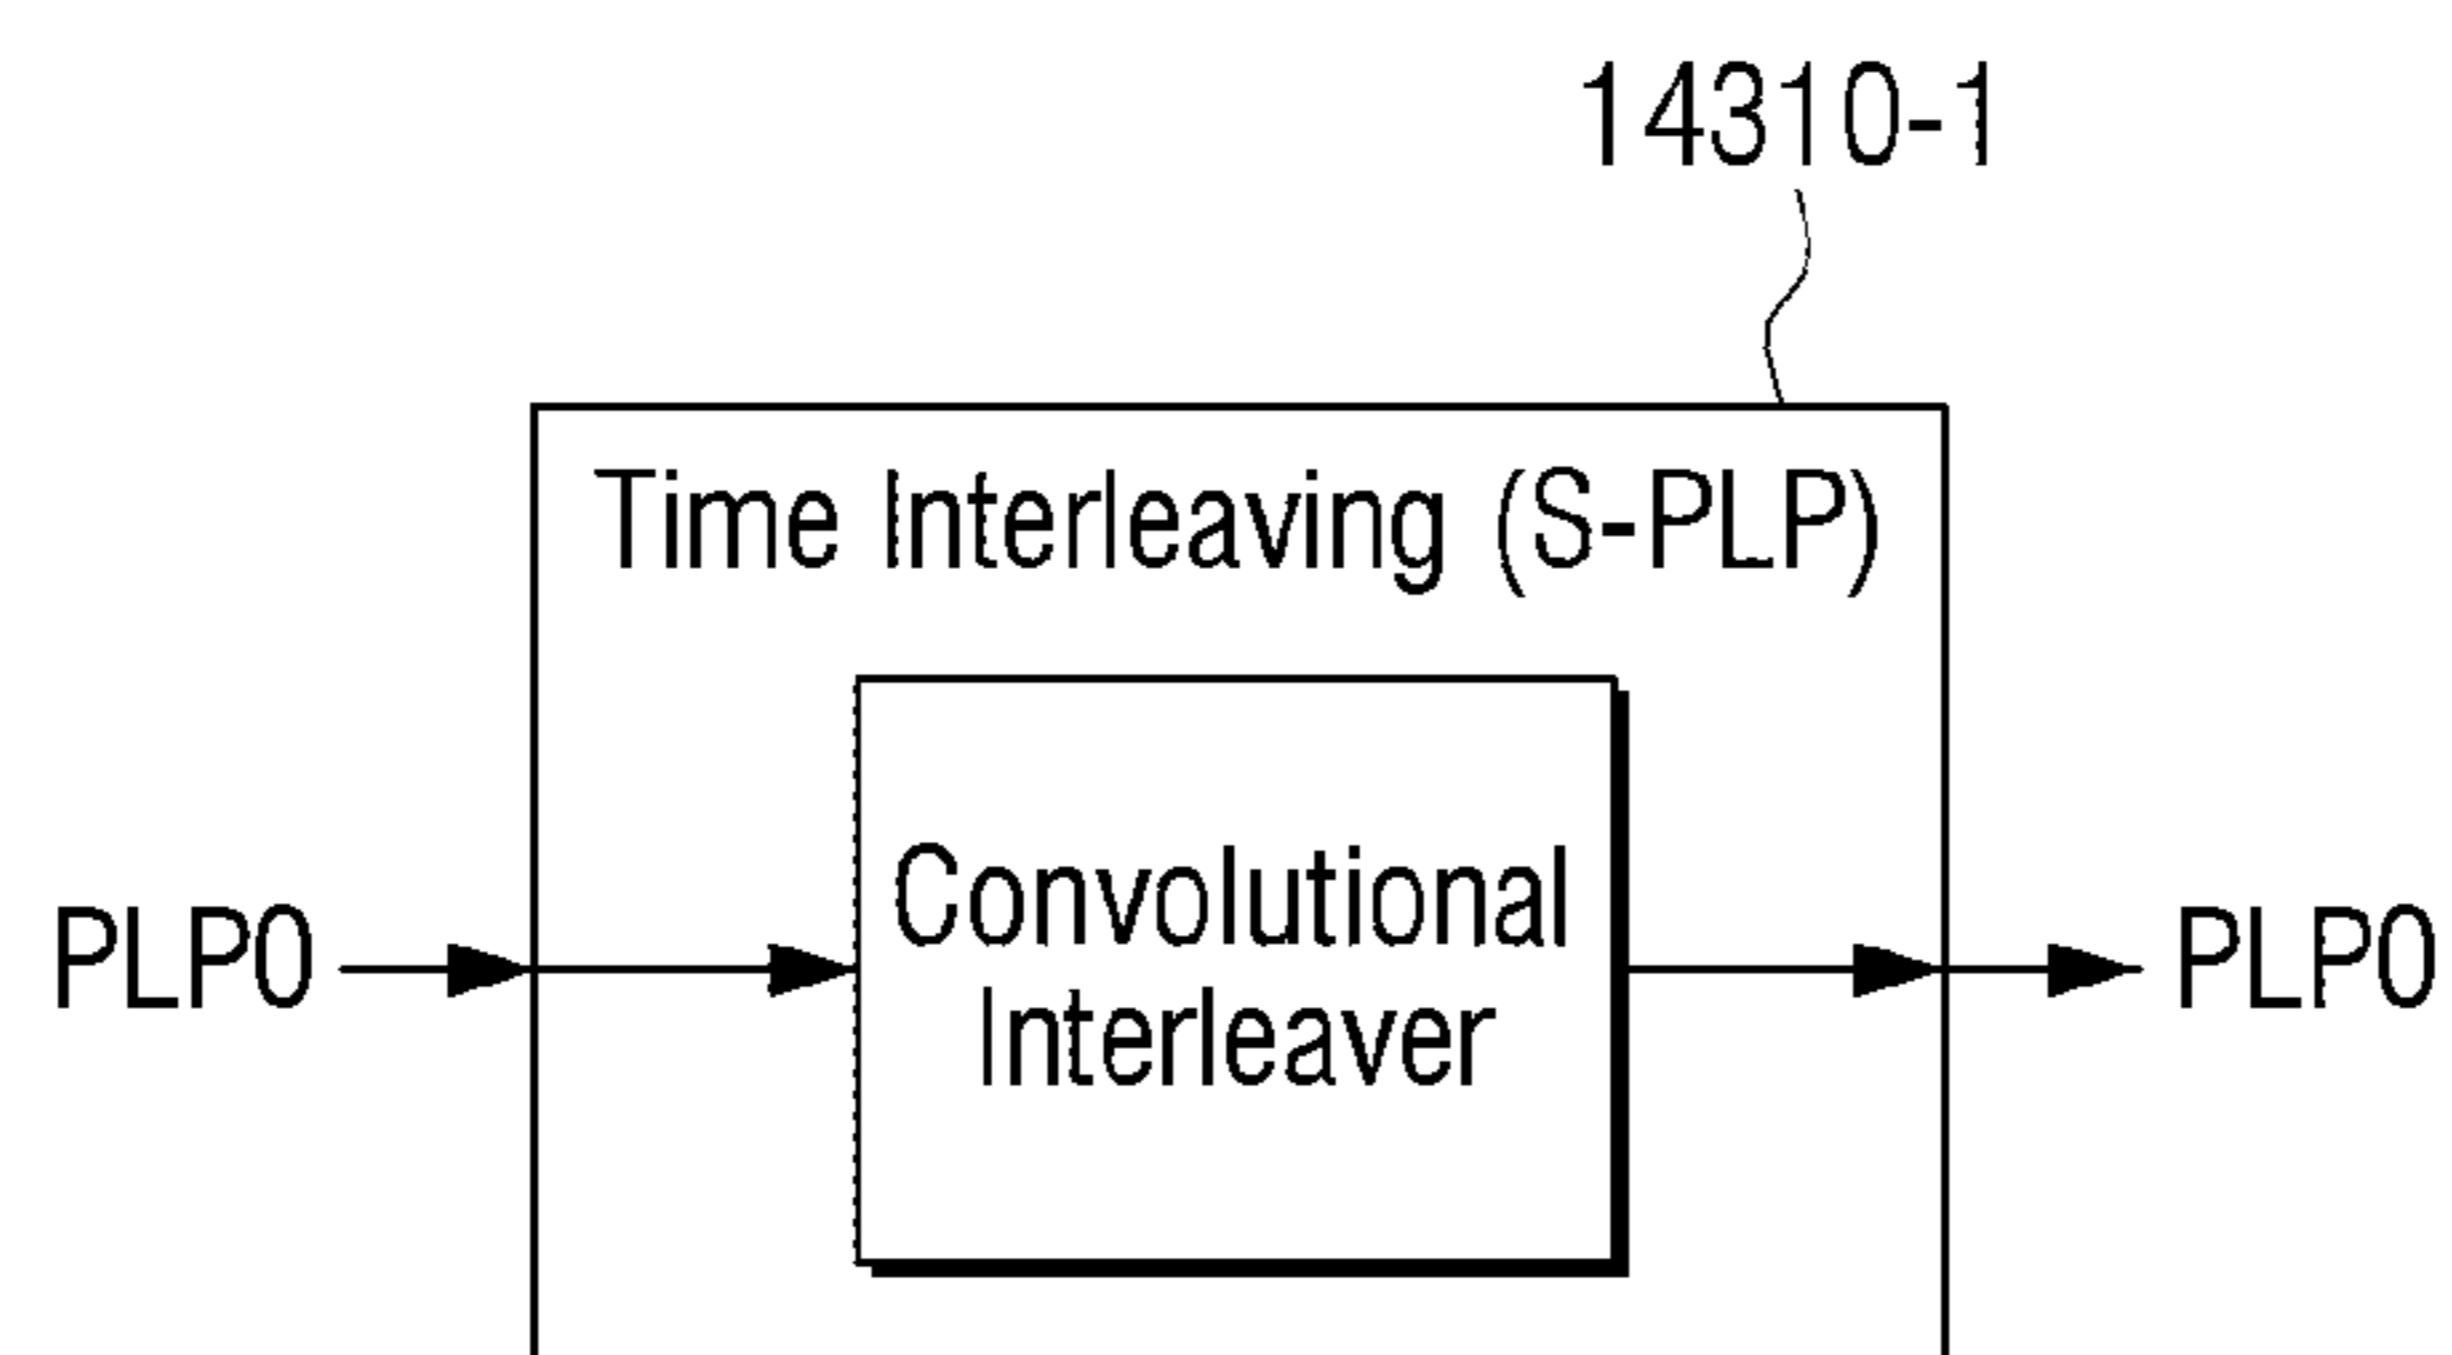 14310-1
Time Interleaving (S-PLP)
Convolutional
Interleaver
PLP0
PLP0